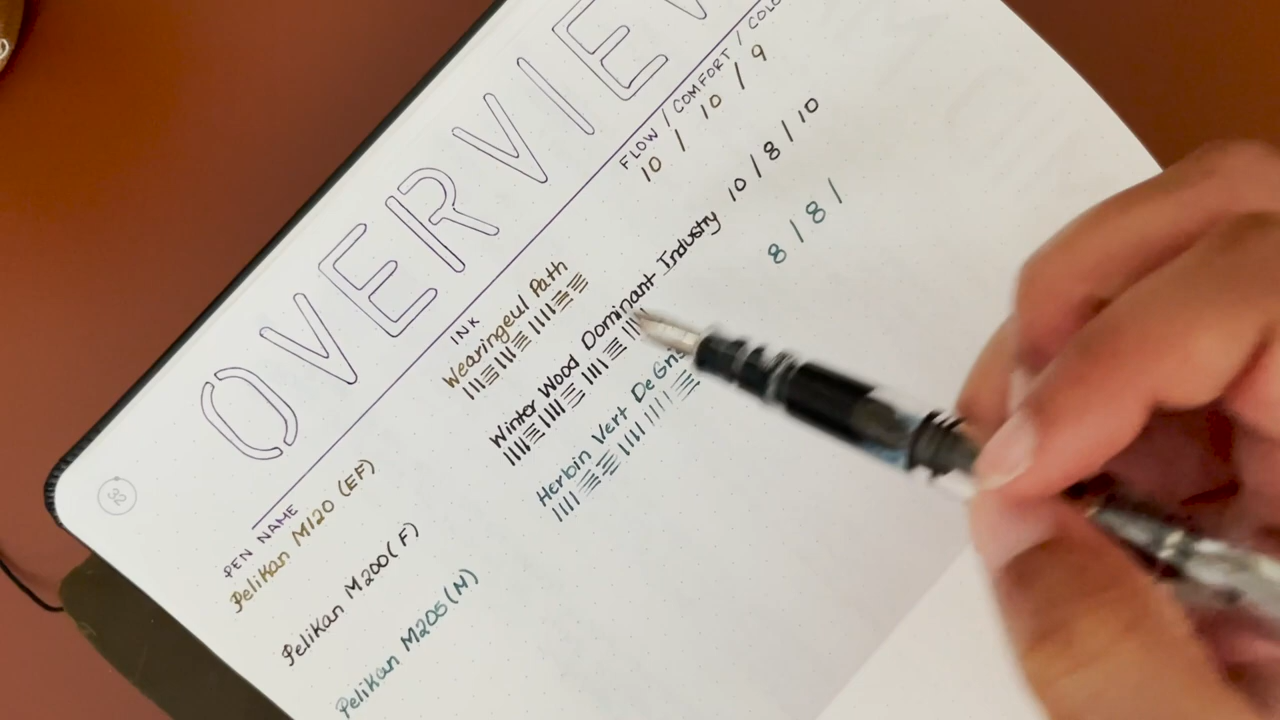 OVERVIEW
PEN NAME INK FLOW / COMFORT / COLO
Pelikan M120 (EF) Wearingeul Path 10 / 10 / 9
Pelikan M200 (F) Winter Wood Dominant Industry 10 / 8 / 10
Pelikan M205 (M) Herbin Vert De Gris 8 / 8 /
32